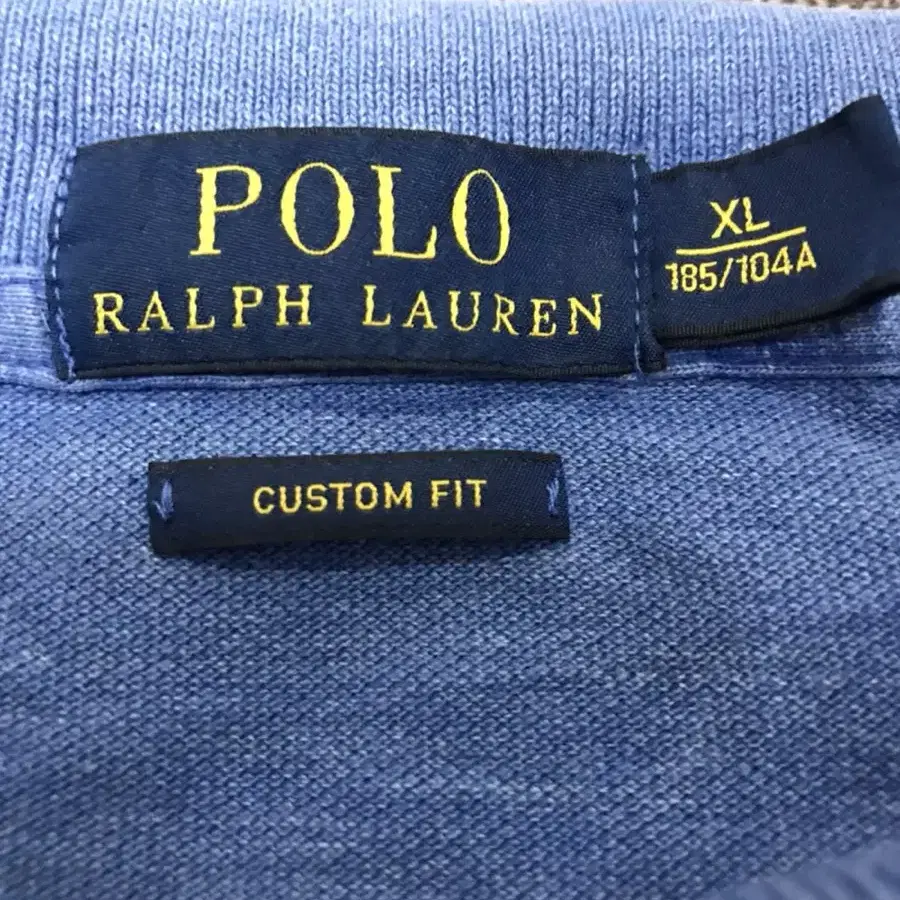 POLO
RALPH LAUREN
XL
185/104A
CUSTOM FIT